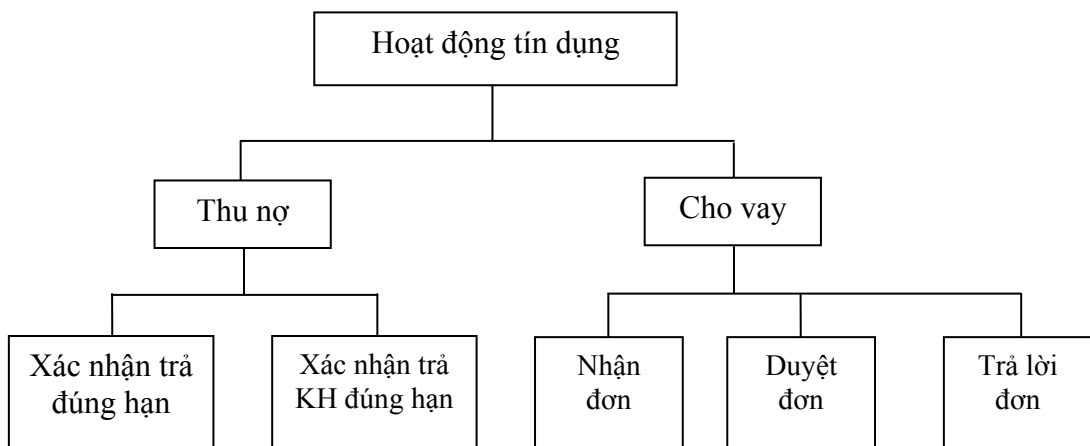 Hoạt động tín dụng
Thu nợ
Cho vay
Xác nhận trả
đúng hạn
Xác nhận trả
KH đúng hạn
Nhận
đơn
Duyệt
đơn
Trả lời
đơn